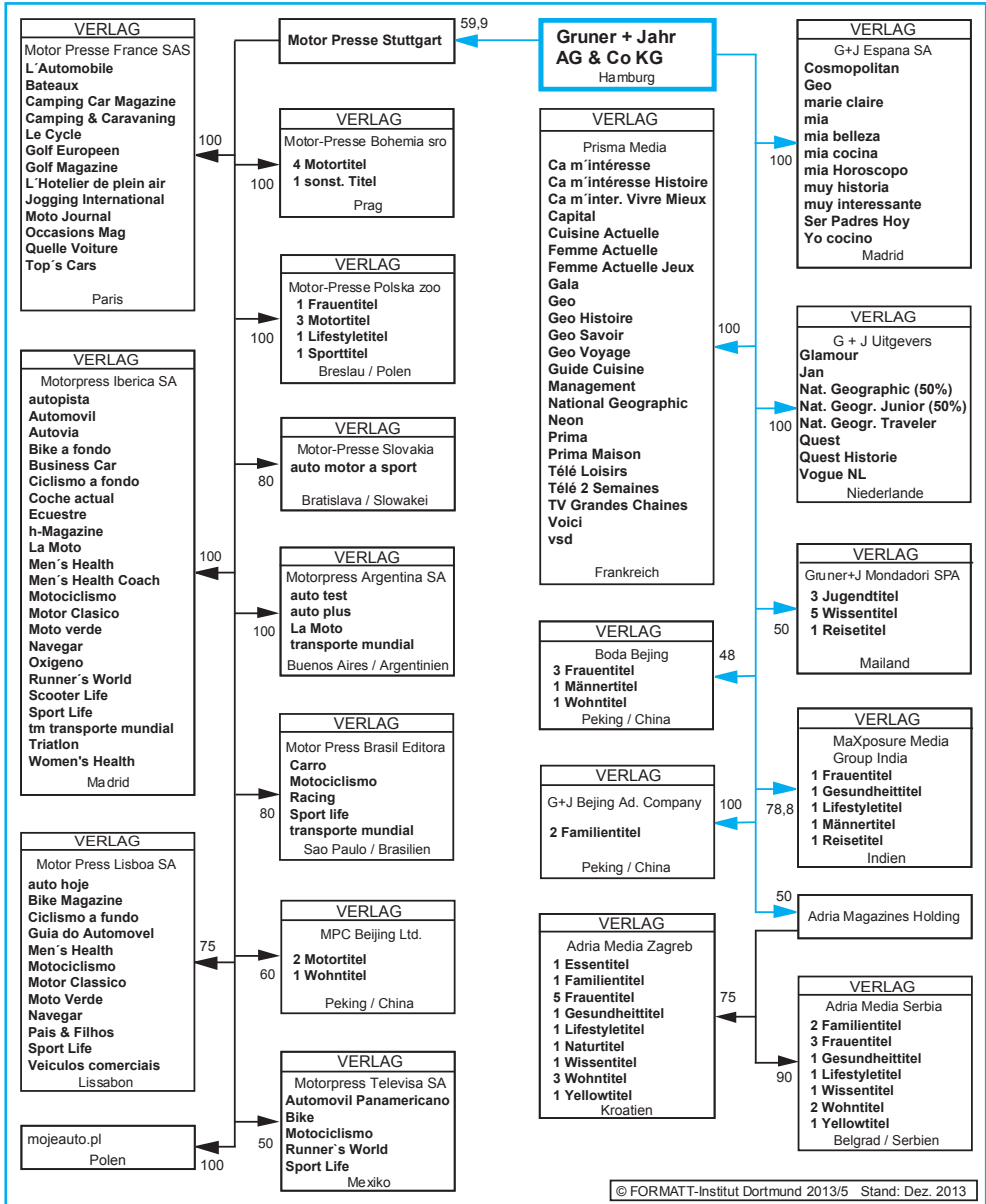 VERLAG
Motor Presse France SAS
L´Automobile
Bateaux
Camping Car Magazine
Camping & Caravaning
Le Cycle
Golf Europeen
Golf Magazine
L´Hotelier de plein air
Jogging International
Moto Journal
Occasions Mag
Quelle Voiture
Top´s Cars
Paris
100
VERLAG
Motorpress Iberica SA
autopista
Automovil
Autovia
Bike a fondo
Business Car
Ciclismo a fondo
Coche actual
Ecuestre
h-Magazine
La Moto
Men´s Health
Men´s Health Coach
Motociclismo
Motor Clasico
Moto verde
Navegar
Oxigeno
Runner´s World
Scooter Life
Sport Life
tm transporte mundial
Triatlon
Women's Health
Madrid
100
VERLAG
Motor Press Lisboa SA
auto hoje
Bike Magazine
Ciclismo a fundo
Guia do Automovel
Men´s Health
Motociclismo
Motor Classico
Moto Verde
Navegar
Pais & Filhos
Sport Life
Veiculos comerciais
Lissabon
75
mojeauto.pl
Polen
100
Motor Presse Stuttgart
59,9
VERLAG
Motor-Presse Bohemia sro
4 Motortitel
1 sonst. Titel
Prag
100
VERLAG
Motor-Presse Polska zoo
1 Frauentitel
3 Motortitel
1 Lifestyletitel
1 Sporttitel
Breslau / Polen
100
VERLAG
Motor-Presse Slovakia
auto motor a sport
Bratislava / Slowakei
80
VERLAG
Motorpress Argentina SA
auto test
auto plus
La Moto
transporte mundial
Buenos Aires / Argentinien
100
VERLAG
Motor Press Brasil Editora
Carro
Motociclismo
Racing
Sport life
transporte mundial
Sao Paulo / Brasilien
80
VERLAG
MPC Beijing Ltd.
2 Motortitel
1 Wohntitel
Peking / China
60
VERLAG
Motorpress Televisa SA
Automovil Panamericano
Bike
Motociclismo
Runner`s World
Sport Life
Mexiko
50
Gruner + Jahr
AG & Co KG
Hamburg
VERLAG
Prisma Media
Ca m´intéresse
Ca m´intéresse Histoire
Ca m´inter. Vivre Mieux
Capital
Cuisine Actuelle
Femme Actuelle
Femme Actuelle Jeux
Gala
Geo
Geo Histoire
Geo Savoir
Geo Voyage
Guide Cuisine
Management
National Geographic
Neon
Prima
Prima Maison
Télé Loisirs
Télé 2 Semaines
TV Grandes Chaines
Voici
vsd
Frankreich
100
VERLAG
Boda Bejing
3 Frauentitel
1 Männertitel
1 Wohntitel
Peking / China
48
VERLAG
G+J Bejing Ad. Company
2 Familientitel
Peking / China
100
VERLAG
Adria Media Zagreb
1 Essentitel
1 Familientitel
5 Frauentitel
1 Gesundheittitel
1 Lifestyletitel
1 Naturtitel
1 Wissentitel
3 Wohntitel
1 Yellowtitel
Kroatien
75
VERLAG
G+J Espana SA
Cosmopolitan
Geo
marie claire
mia
mia belleza
mia cocina
mia Horoscopo
muy historia
muy interessante
Ser Padres Hoy
Yo cocino
Madrid
100
VERLAG
G + J Uitgevers
Glamour
Jan
Nat. Geographic (50%)
Nat. Geogr. Junior (50%)
Nat. Geogr. Traveler
Quest
Quest Historie
Vogue NL
Niederlande
100
VERLAG
Gruner+J Mondadori SPA
3 Jugendtitel
5 Wissentitel
1 Reisetitel
Mailand
50
VERLAG
MaXposure Media
Group India
1 Frauentitel
1 Gesundheittitel
1 Lifestyletitel
1 Männertitel
1 Reisetitel
Indien
78,8
50
Adria Magazines Holding
VERLAG
Adria Media Serbia
2 Familientitel
3 Frauentitel
1 Gesundheittitel
1 Lifestyletitel
1 Wissentitel
2 Wohntitel
1 Yellowtitel
Belgrad / Serbien
90
© FORMATT-Institut Dortmund 2013/5 Stand: Dez. 2013